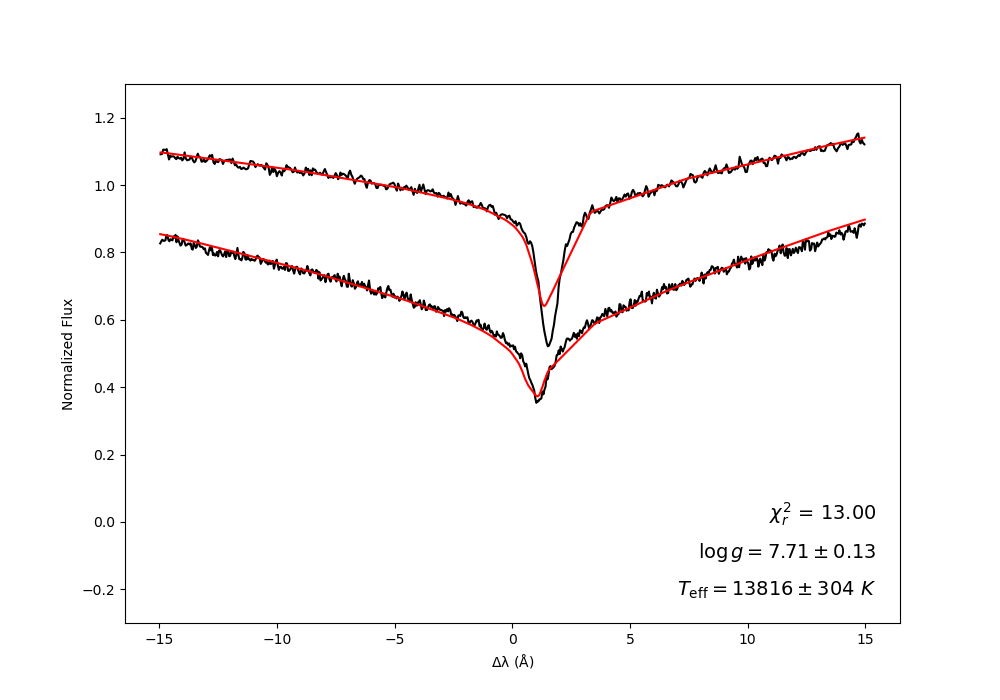 1.2
1.0
0.8
0.6
0.4
0.2
0.0
−0.2
Normalized Flux
χ²ᵣ = 13.00
log g = 7.71 ± 0.13
T_eff = 13816 ± 304 K
−15 −10 −5 0 5 10 15
Δλ (Å)